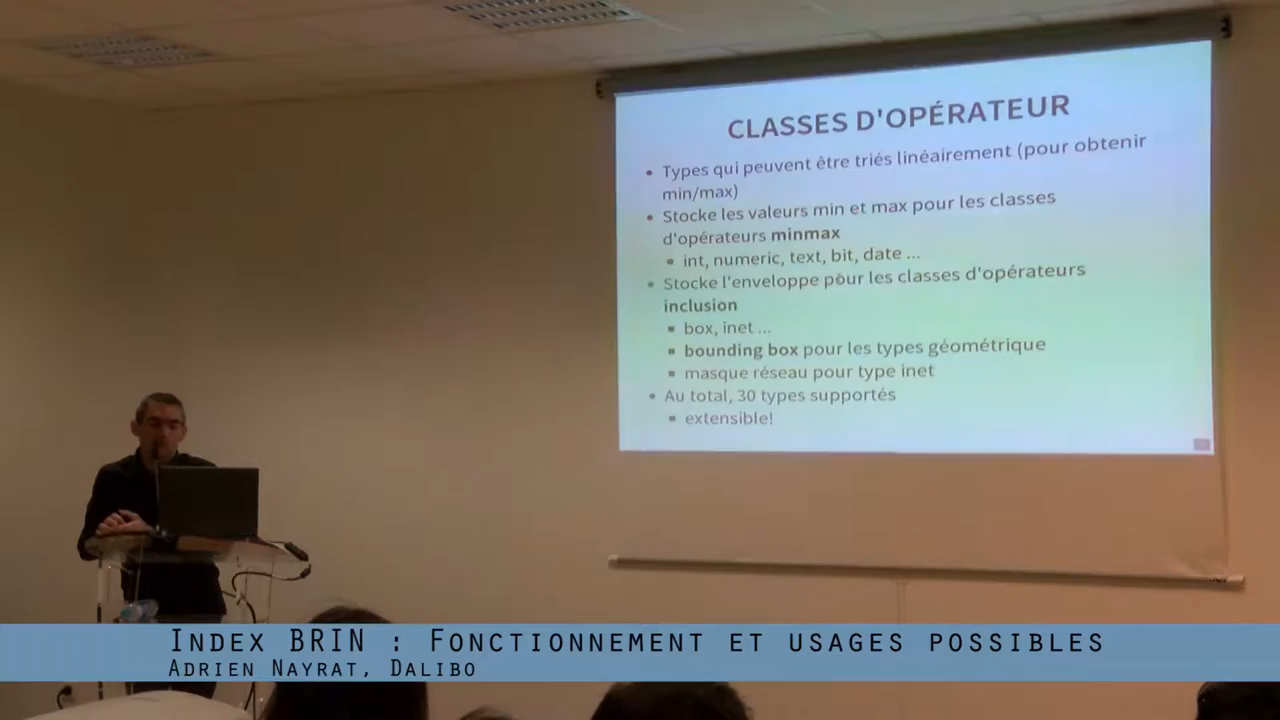 CLASSES D'OPÉRATEUR
• Types qui peuvent être triés linéairement (pour obtenir
min/max)
• Stocke les valeurs min et max pour les classes
d'opérateurs minmax
▪ int, numeric, text, bit, date ...
• Stocke l'enveloppe pour les classes d'opérateurs
inclusion
▪ box, inet ...
▪ bounding box pour les types géométrique
▪ masque réseau pour type inet
• Au total, 30 types supportés
▪ extensible!
Index BRIN : Fonctionnement et usages possibles
Adrien Nayrat, Dalibo